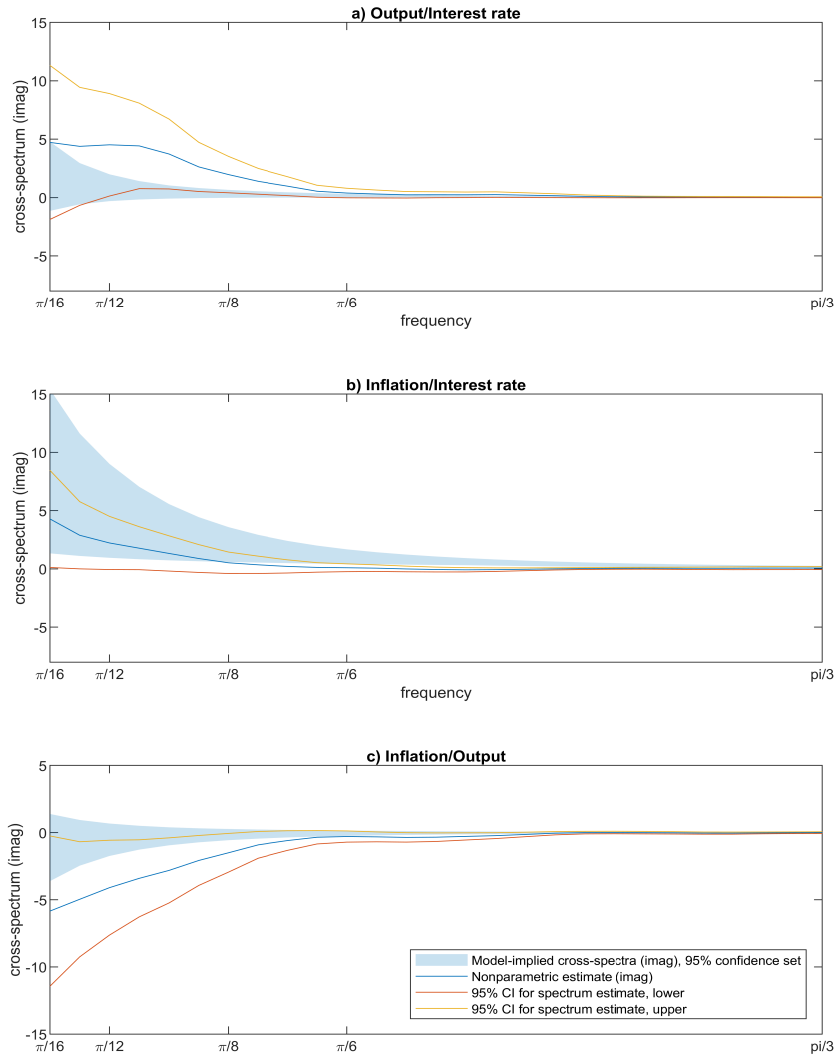 a) Output/Interest rate
15
10
5
0
-5
cross-spectrum (imag)
π/16 π/12 π/8 π/6 pi/3
frequency
b) Inflation/Interest rate
15
10
5
0
-5
cross-spectrum (imag)
π/16 π/12 π/8 π/6 pi/3
frequency
c) Inflation/Output
5
0
-5
-10
-15
cross-spectrum (imag)
Model-implied cross-spectra (imag), 95% confidence set
Nonparametric estimate (imag)
95% CI for spectrum estimate, lower
95% CI for spectrum estimate, upper
π/16 π/12 π/8 π/6 pi/3